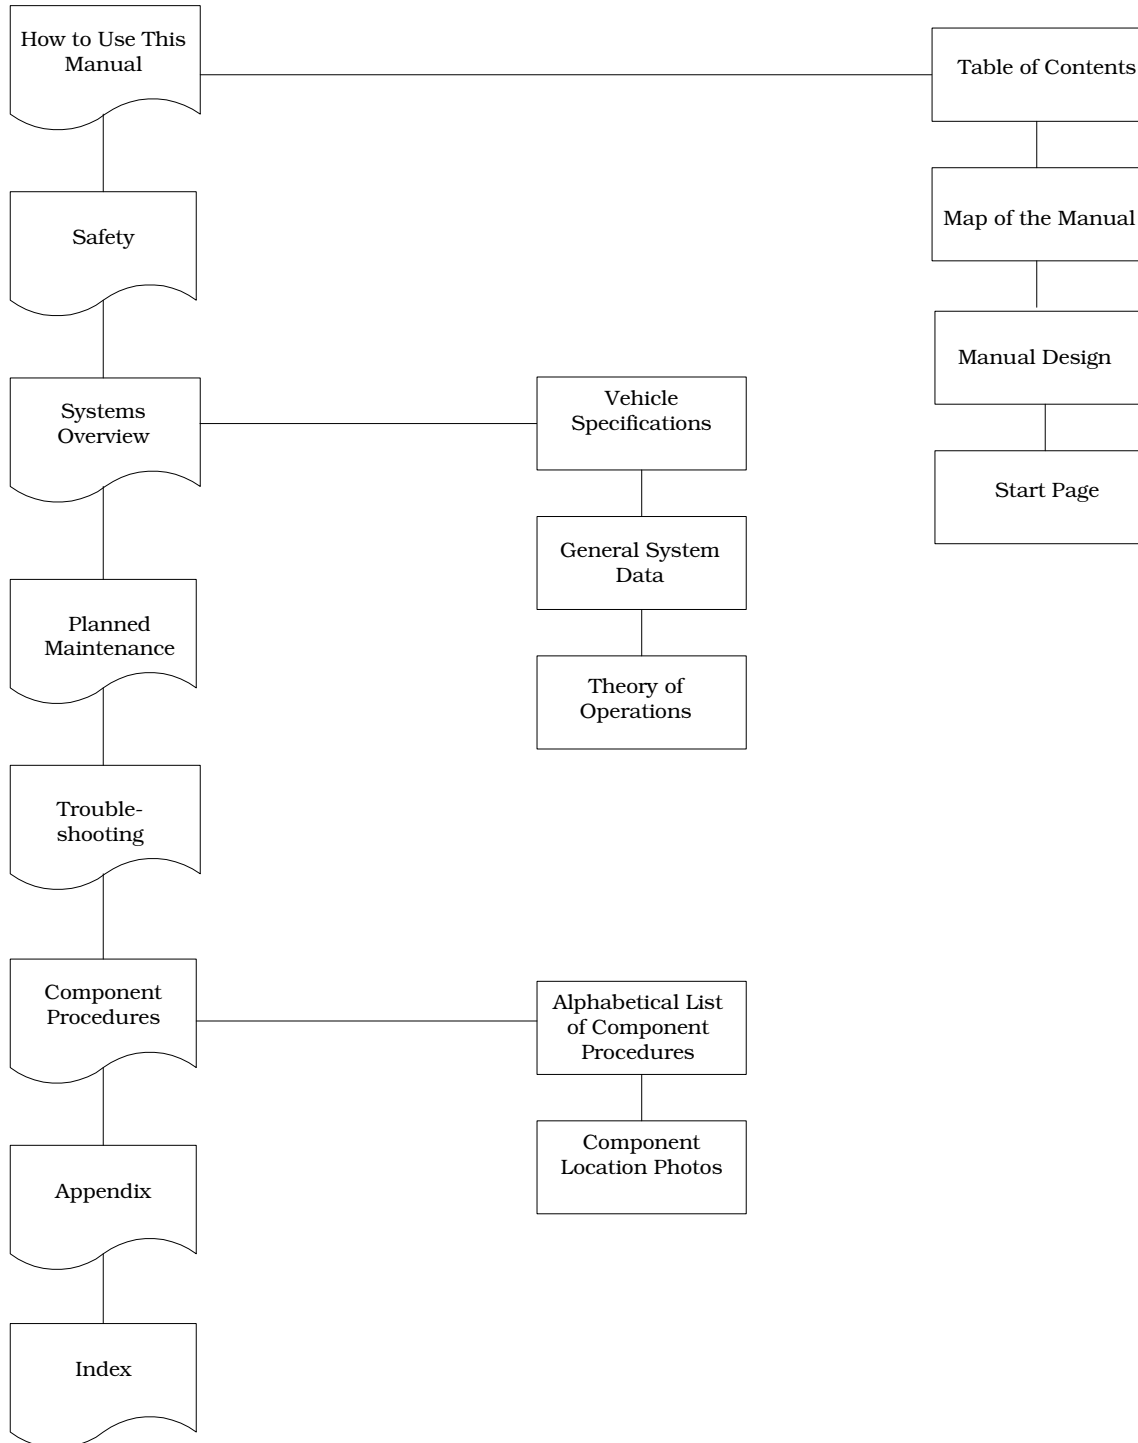 How to Use This
Manual
Table of Contents
Safety
Map of the Manual
Manual Design
Systems
Overview
Vehicle
Specifications
Start Page
General System
Data
Planned
Maintenance
Theory of
Operations
Trouble-
shooting
Component
Procedures
Alphabetical List
of Component
Procedures
Component
Location Photos
Appendix
Index